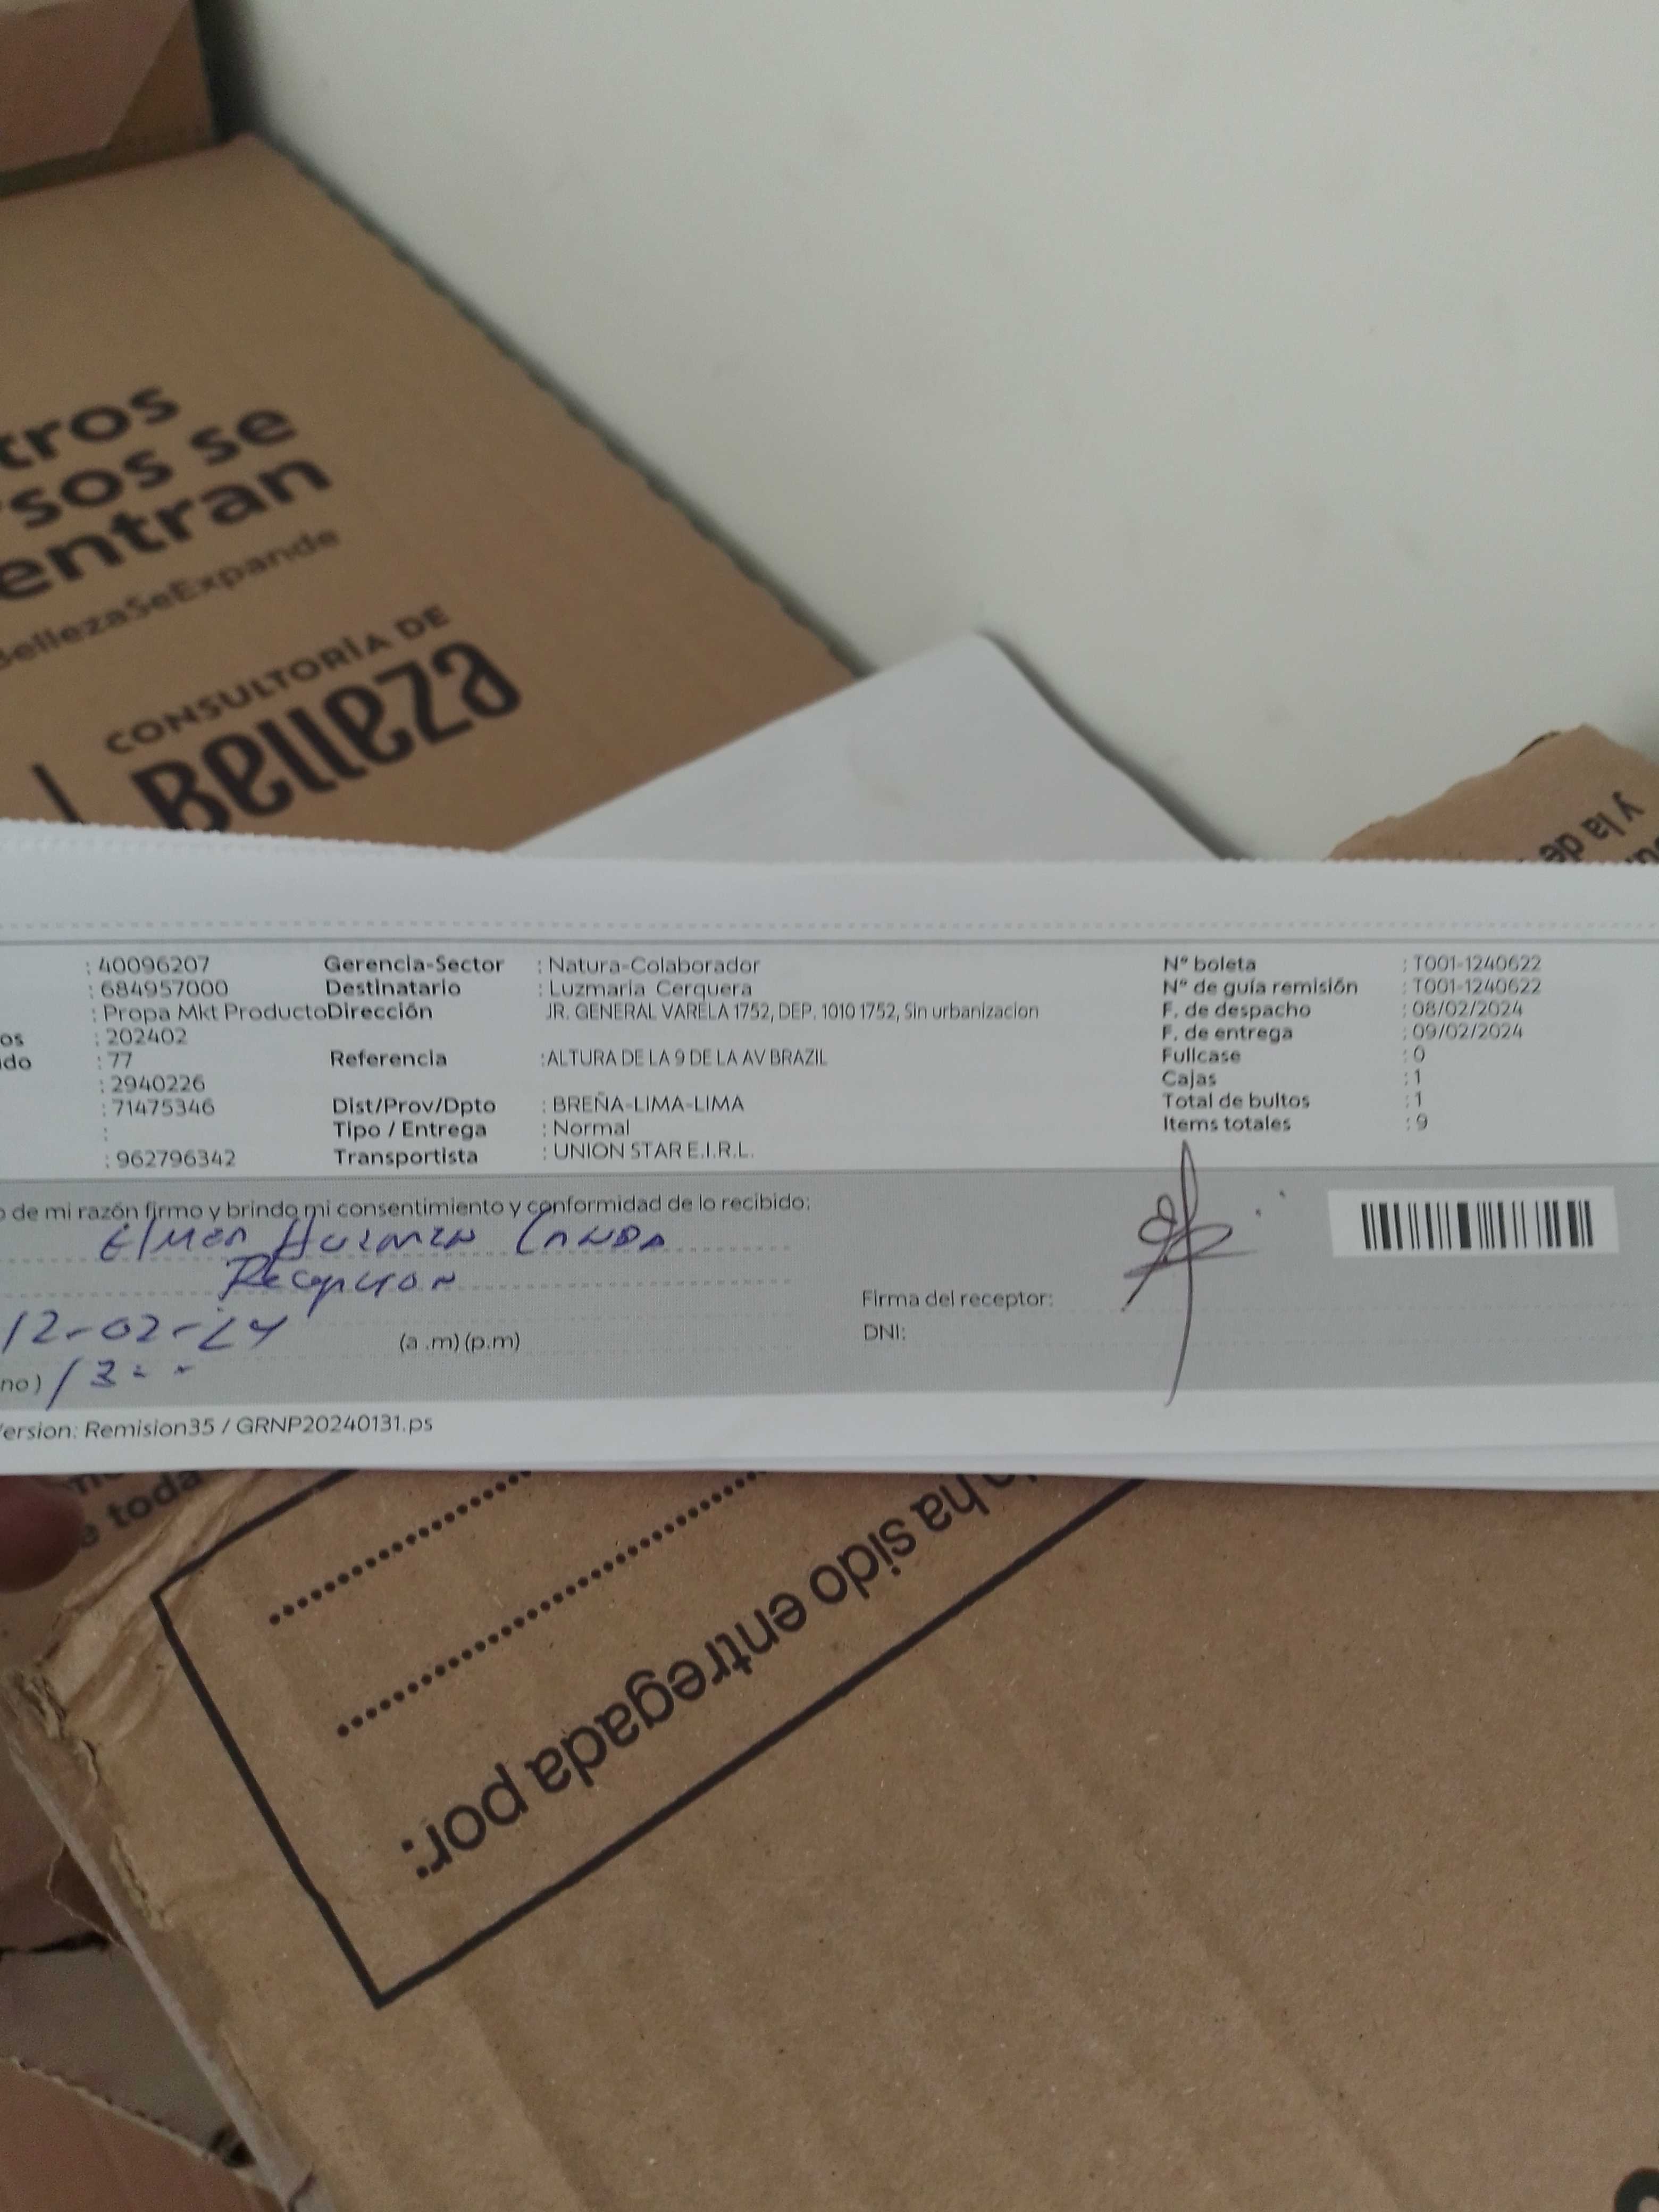 tros
rsos se
entran
BellezaSeExpande
CONSULTORÍA DE
Belleza
y la de
: 40096207 Gerencia-Sector : Natura-Colaborador Nº boleta : T001-1240622
: 684957000 Destinatario : Luzmaria Cerquera Nº de guía remisión : T001-1240622
: Propa Mkt Producto Dirección JR. GENERAL VARELA 1752, DEP. 1010 1752, Sin urbanizacion F. de despacho : 08/02/2024
os : 202402 F. de entrega : 09/02/2024
do : 77 Referencia :ALTURA DE LA 9 DE LA AV BRAZIL Fullcase : 0
: 2940226 Cajas : 1
: 71475346 Dist/Prov/Dpto : BREÑA-LIMA-LIMA Total de bultos : 1
: Tipo / Entrega : Normal Items totales : 9
: 962796342 Transportista : UNION STAR E.I.R.L.
o de mi razón firmo y brindo mi consentimiento y conformidad de lo recibido:
Recepcion
Firma del receptor:
12-02-24 (a .m) (p.m) DNI:
no )
Version: Remision35 / GRNP20240131.ps
e toda
ha sido entregada por: